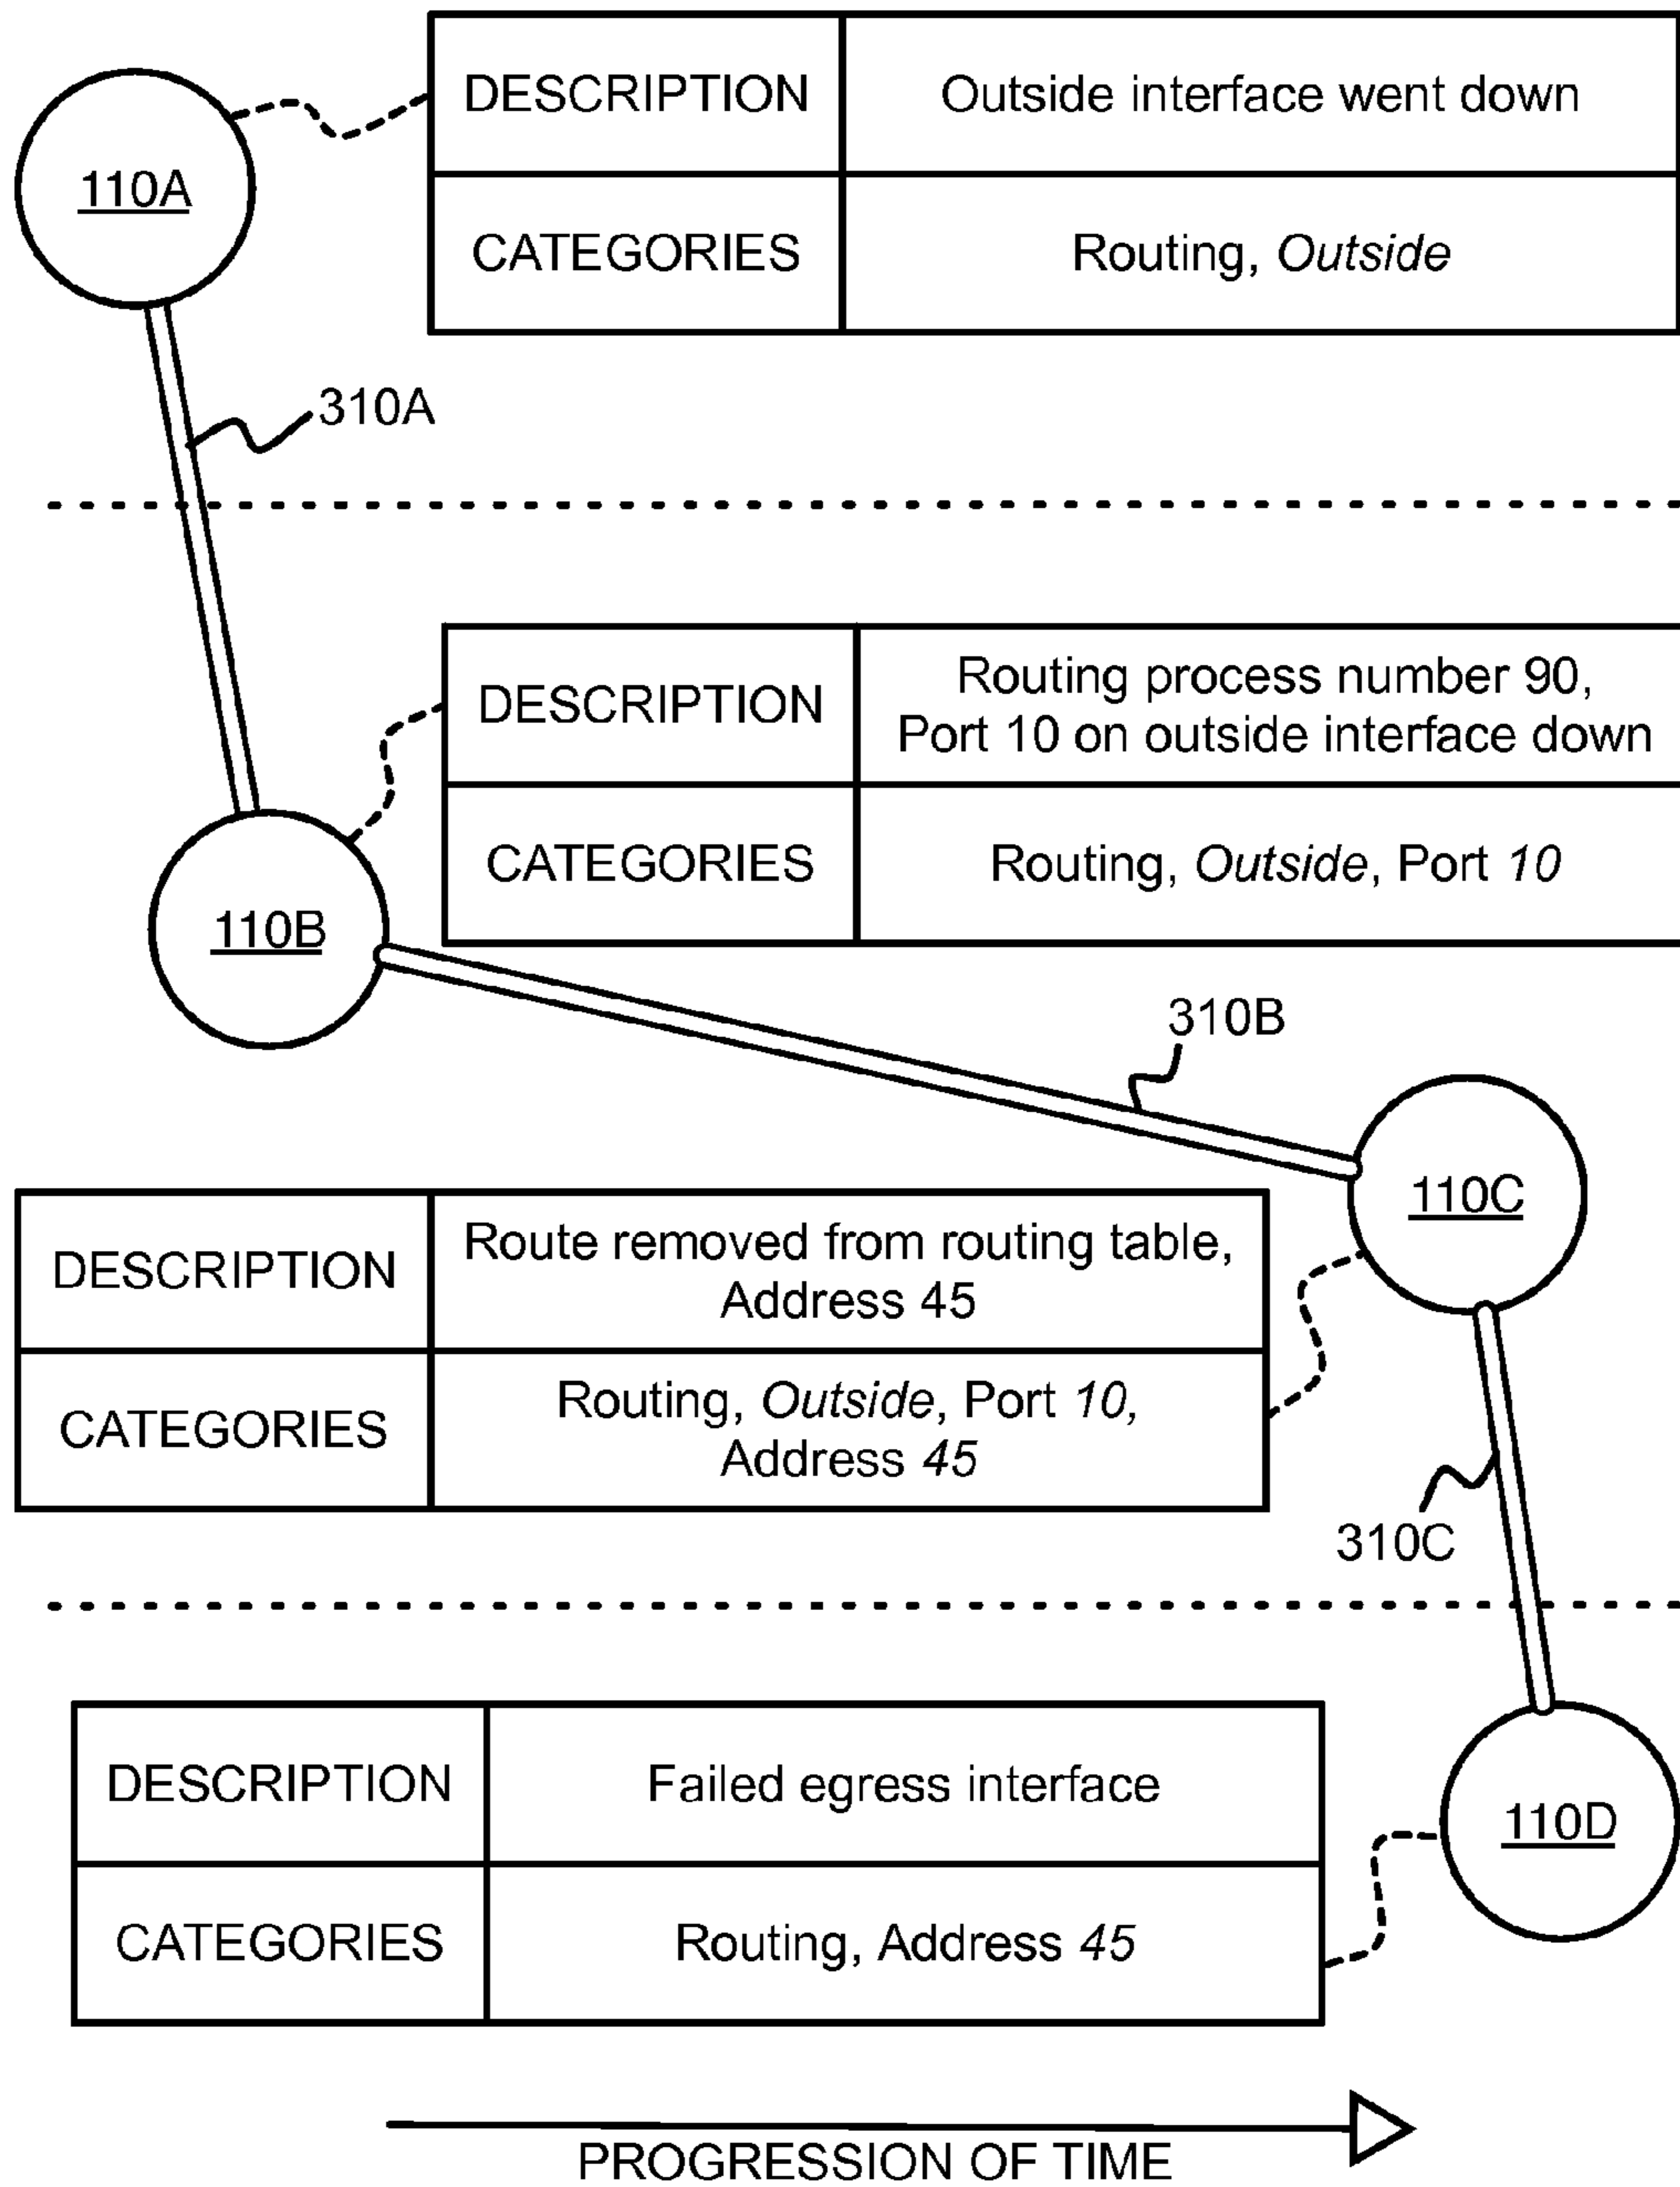 110A
DESCRIPTION
Outside interface went down
CATEGORIES
Routing, Outside
310A
DESCRIPTION
Routing process number 90,
Port 10 on outside interface down
CATEGORIES
Routing, Outside, Port 10
110B
310B
110C
DESCRIPTION
Route removed from routing table,
Address 45
CATEGORIES
Routing, Outside, Port 10,
Address 45
310C
DESCRIPTION
Failed egress interface
CATEGORIES
Routing, Address 45
110D
PROGRESSION OF TIME